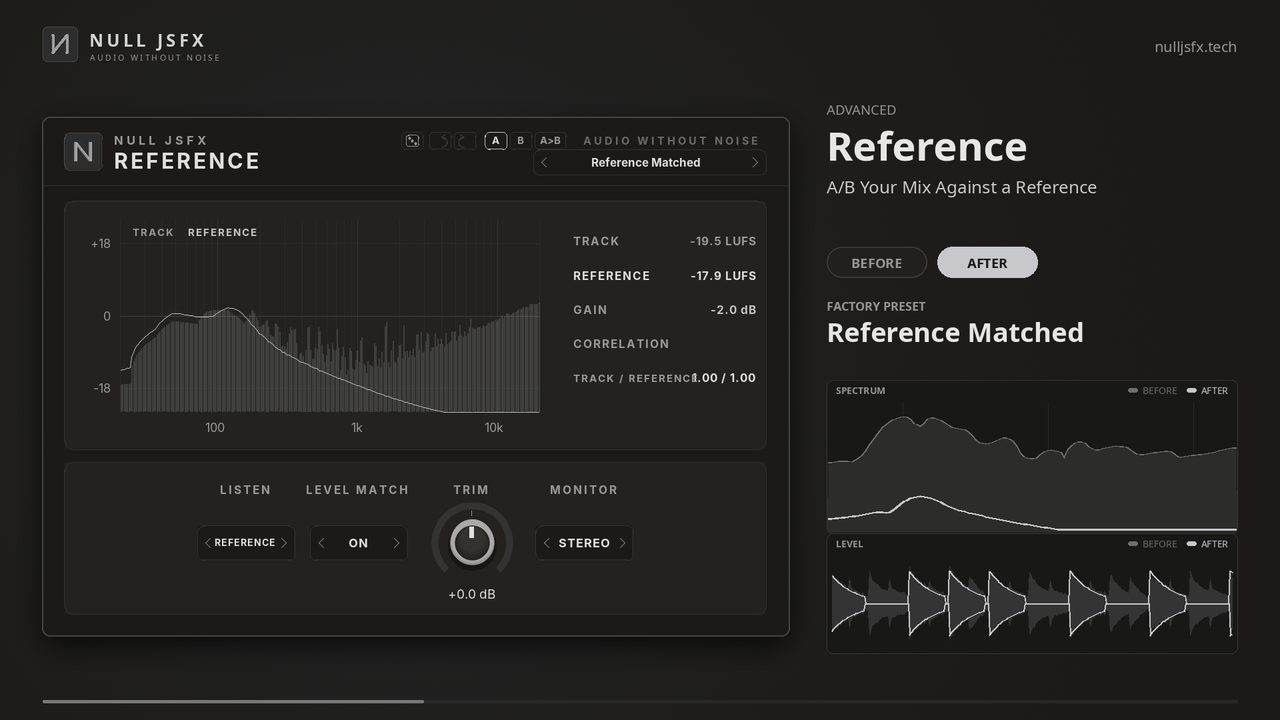 NULL JSFX
AUDIO WITHOUT NOISE
nulljsfx.tech
N
NULL JSFX
REFERENCE
A
B
A>B
AUDIO WITHOUT NOISE
Reference Matched
TRACK REFERENCE
+18
0
-18
100 1k 10k
TRACK -19.5 LUFS
REFERENCE -17.9 LUFS
GAIN -2.0 dB
CORRELATION
TRACK / REFERENCE 1.00 / 1.00
LISTEN LEVEL MATCH TRIM MONITOR
REFERENCE ON STEREO
+0.0 dB
ADVANCED
Reference
A/B Your Mix Against a Reference
BEFORE AFTER
FACTORY PRESET
Reference Matched
SPECTRUM BEFORE AFTER
LEVEL BEFORE AFTER